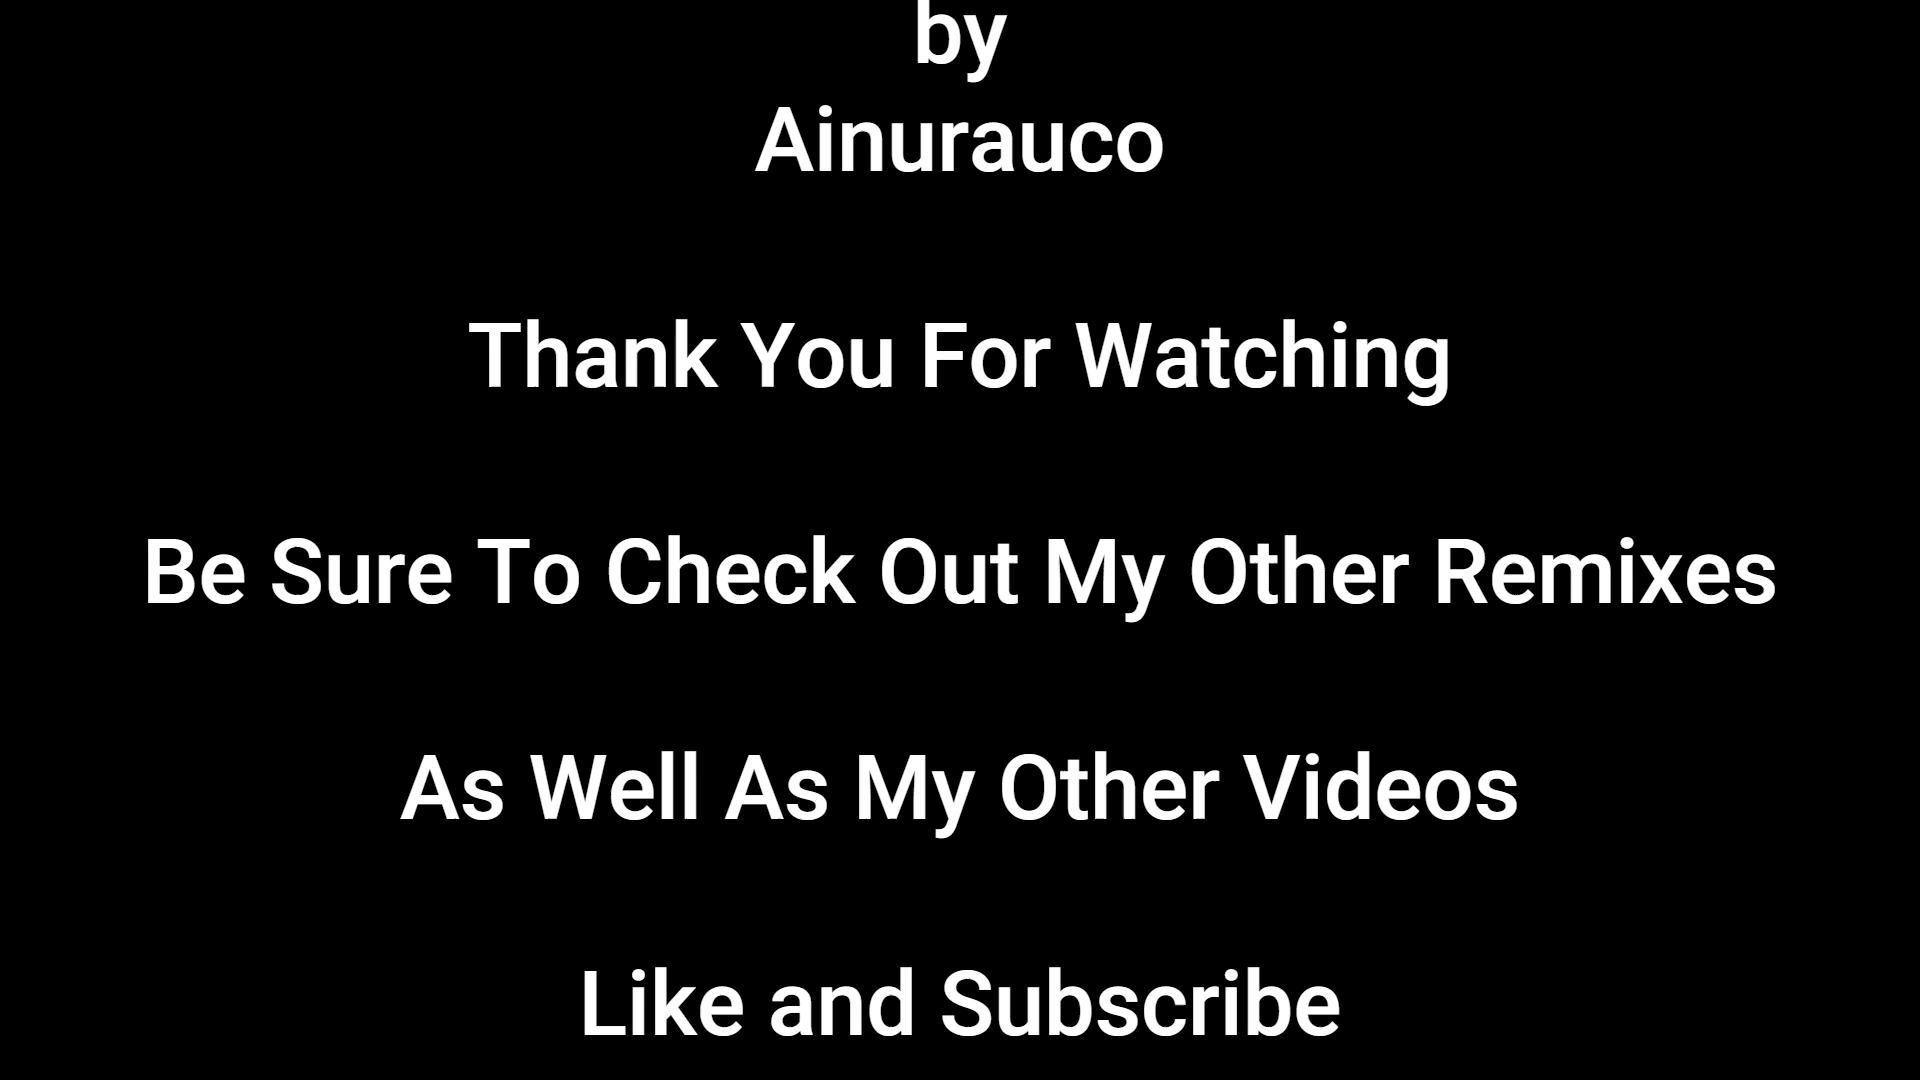 by
Ainurauco
Thank You For Watching
Be Sure To Check Out My Other Remixes
As Well As My Other Videos
Like and Subscribe